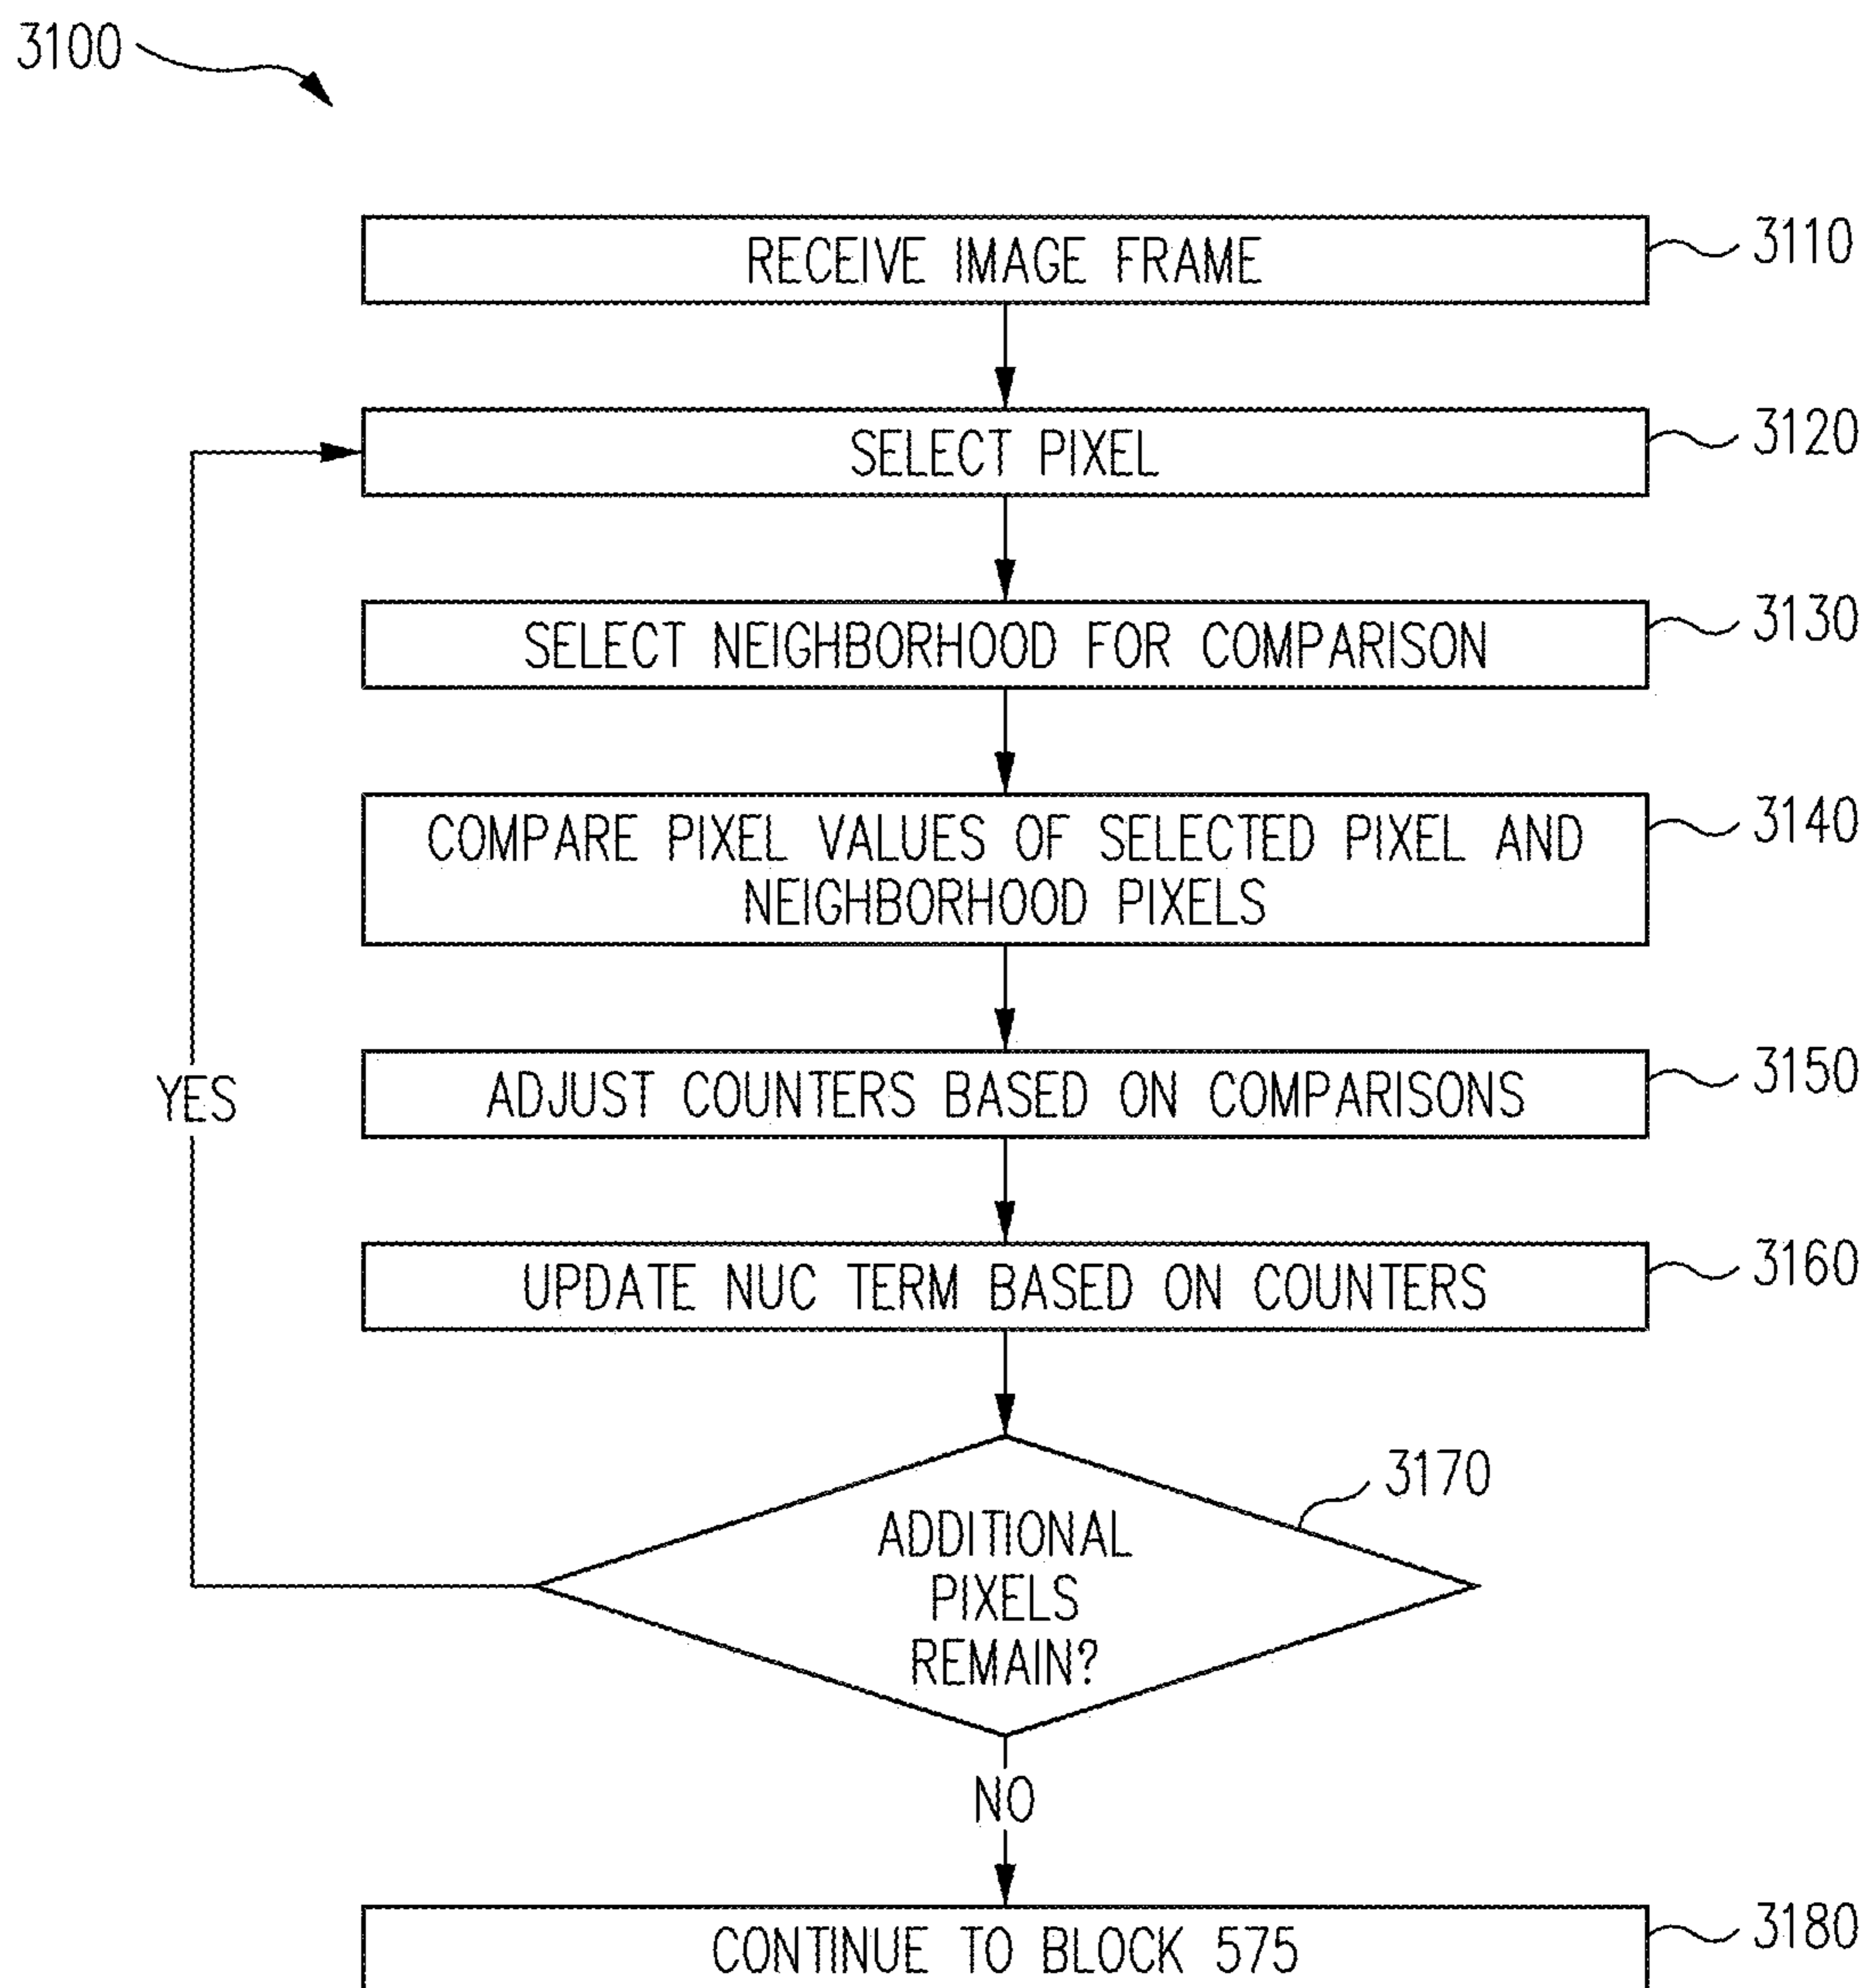 3100
RECEIVE IMAGE FRAME
3110
SELECT PIXEL
3120
SELECT NEIGHBORHOOD FOR COMPARISON
3130
COMPARE PIXEL VALUES OF SELECTED PIXEL AND
NEIGHBORHOOD PIXELS
3140
ADJUST COUNTERS BASED ON COMPARISONS
3150
YES
UPDATE NUC TERM BASED ON COUNTERS
3160
3170
ADDITIONAL
PIXELS
REMAIN?
NO
CONTINUE TO BLOCK 575
3180